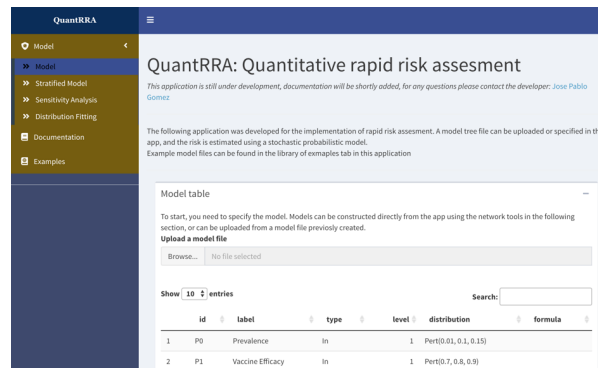 QuantRRA
Model
Model
Stratified Model
Sensitivity Analysis
Distribution Fitting
Documentation
Examples
QuantRRA: Quantitative rapid risk assesment
This application is still under development, documentation will be shortly added, for any questions please contact the developer: Jose Pablo
Gomez
The following application was developed for the implementation of rapid risk assesment. A model tree file can be uploaded or specified in th
app, and the risk is estimated using a stochastic probabilistic model.
Example model files can be found in the library of exmaples tab in this application
Model table
To start, you need to specify the model. Models can be constructed directly from the app using the network tools in the following
section, or can be uploaded from a model file previosly created.
Upload a model file
Browse... No file selected
Show 10 entries
Search:
id label type level distribution formula
1 P0 Prevalence In 1 Pert(0.01, 0.1, 0.15)
2 P1 Vaccine Efficacy In 1 Pert(0.7, 0.8, 0.9)